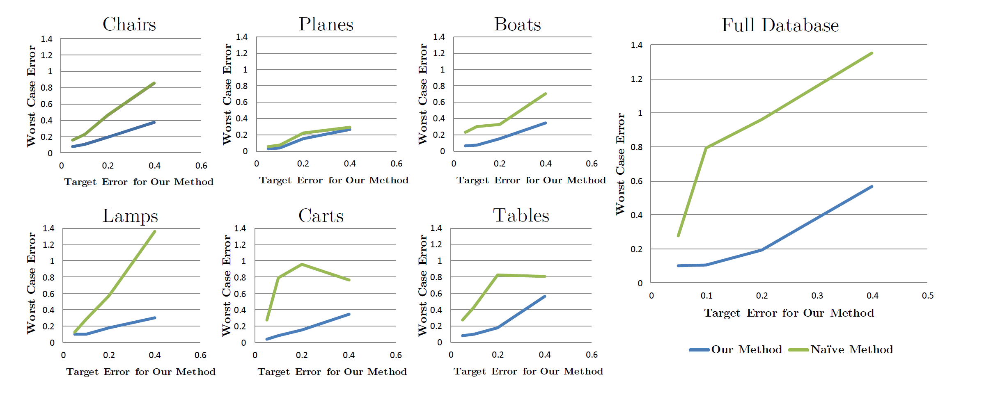 Chairs
Worst Case Error
1.4
1.2
1
0.8
0.6
0.4
0.2
0
0 0.2 0.4 0.6
Target Error for Our Method
Planes
Worst Case Error
1.4
1.2
1
0.8
0.6
0.4
0.2
0
0 0.2 0.4 0.6
Target Error for Our Method
Boats
Worst Case Error
1.4
1.2
1
0.8
0.6
0.4
0.2
0
0 0.2 0.4 0.6
Target Error for Our Method
Lamps
Worst Case Error
1.4
1.2
1
0.8
0.6
0.4
0.2
0
0 0.2 0.4 0.6
Target Error for Our Method
Carts
Worst Case Error
1.4
1.2
1
0.8
0.6
0.4
0.2
0
0 0.2 0.4 0.6
Target Error for Our Method
Tables
Worst Case Error
1.4
1.2
1
0.8
0.6
0.4
0.2
0
0 0.2 0.4 0.6
Target Error for Our Method
Full Database
Worst Case Error
1.4
1.2
1
0.8
0.6
0.4
0.2
0
0 0.1 0.2 0.3 0.4 0.5
Target Error for Our Method
Our Method Naïve Method